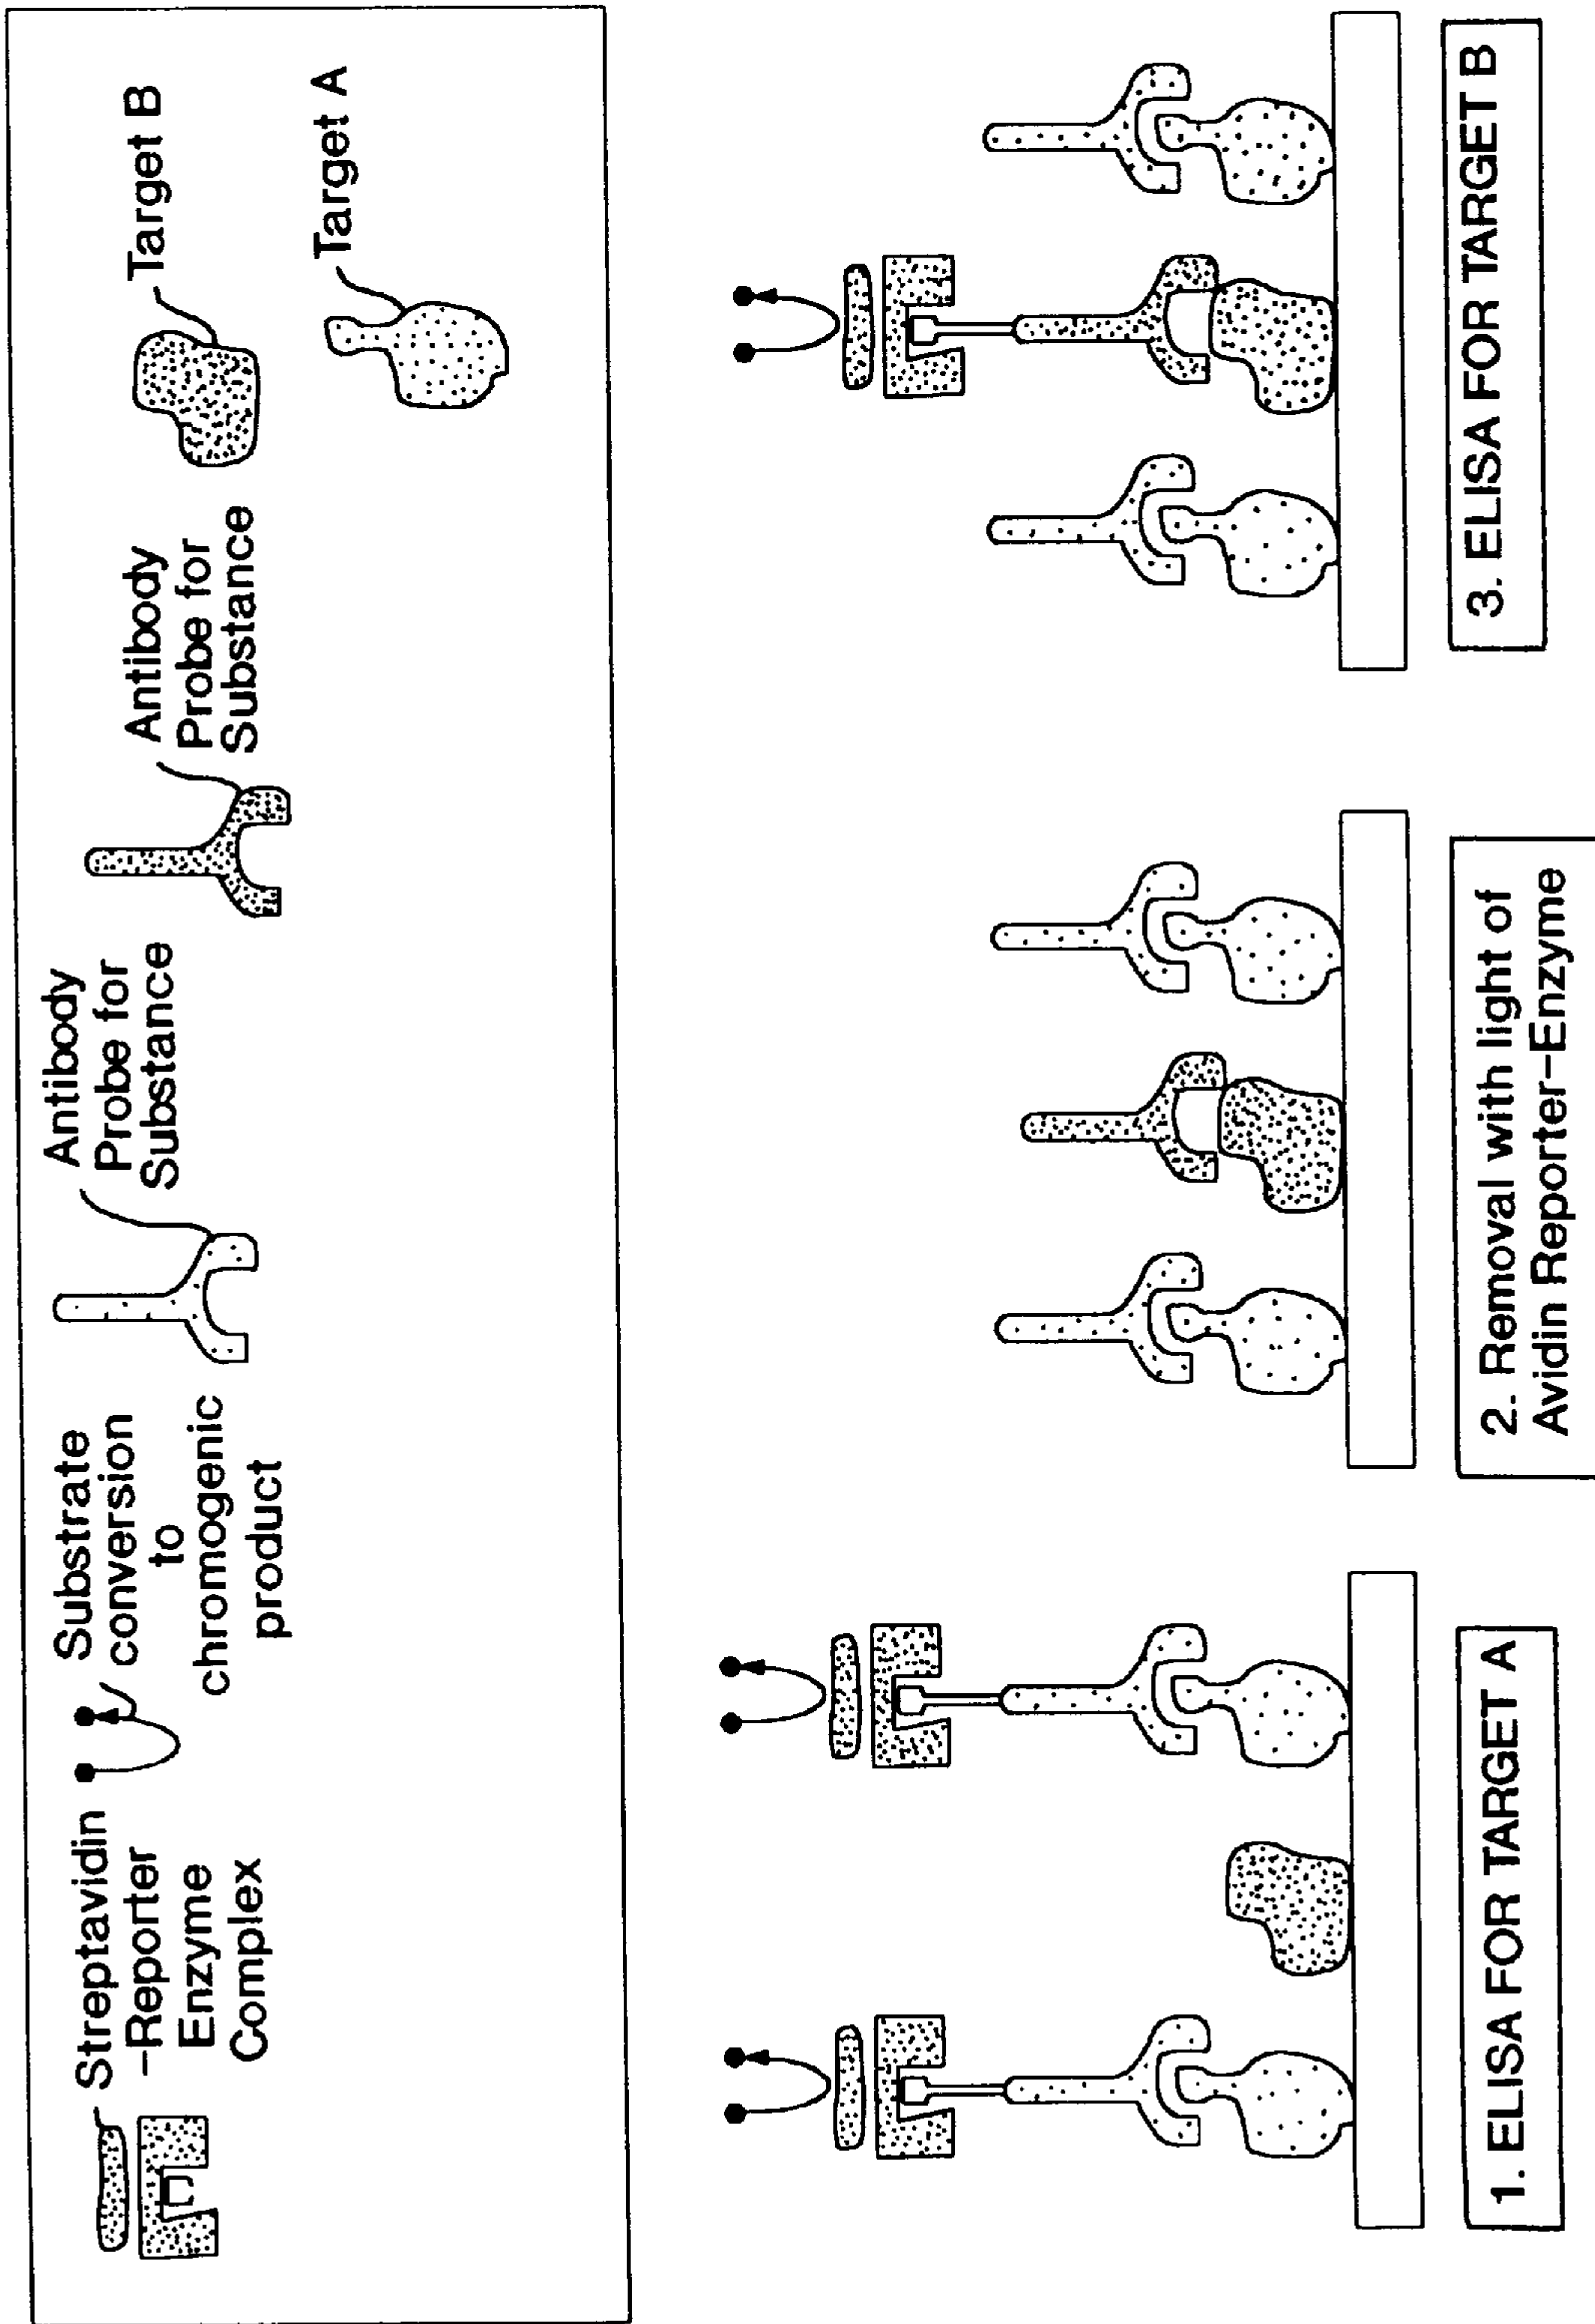 Streptavidin
-Reporter
Enzyme
Complex
Substrate
conversion
to
chromogenic
product
Antibody
Probe for
Substance
Antibody
Probe for
Substance
Target B
Target A
1. ELISA FOR TARGET A
2. Removal with light of
Avidin Reporter-Enzyme
3. ELISA FOR TARGET B